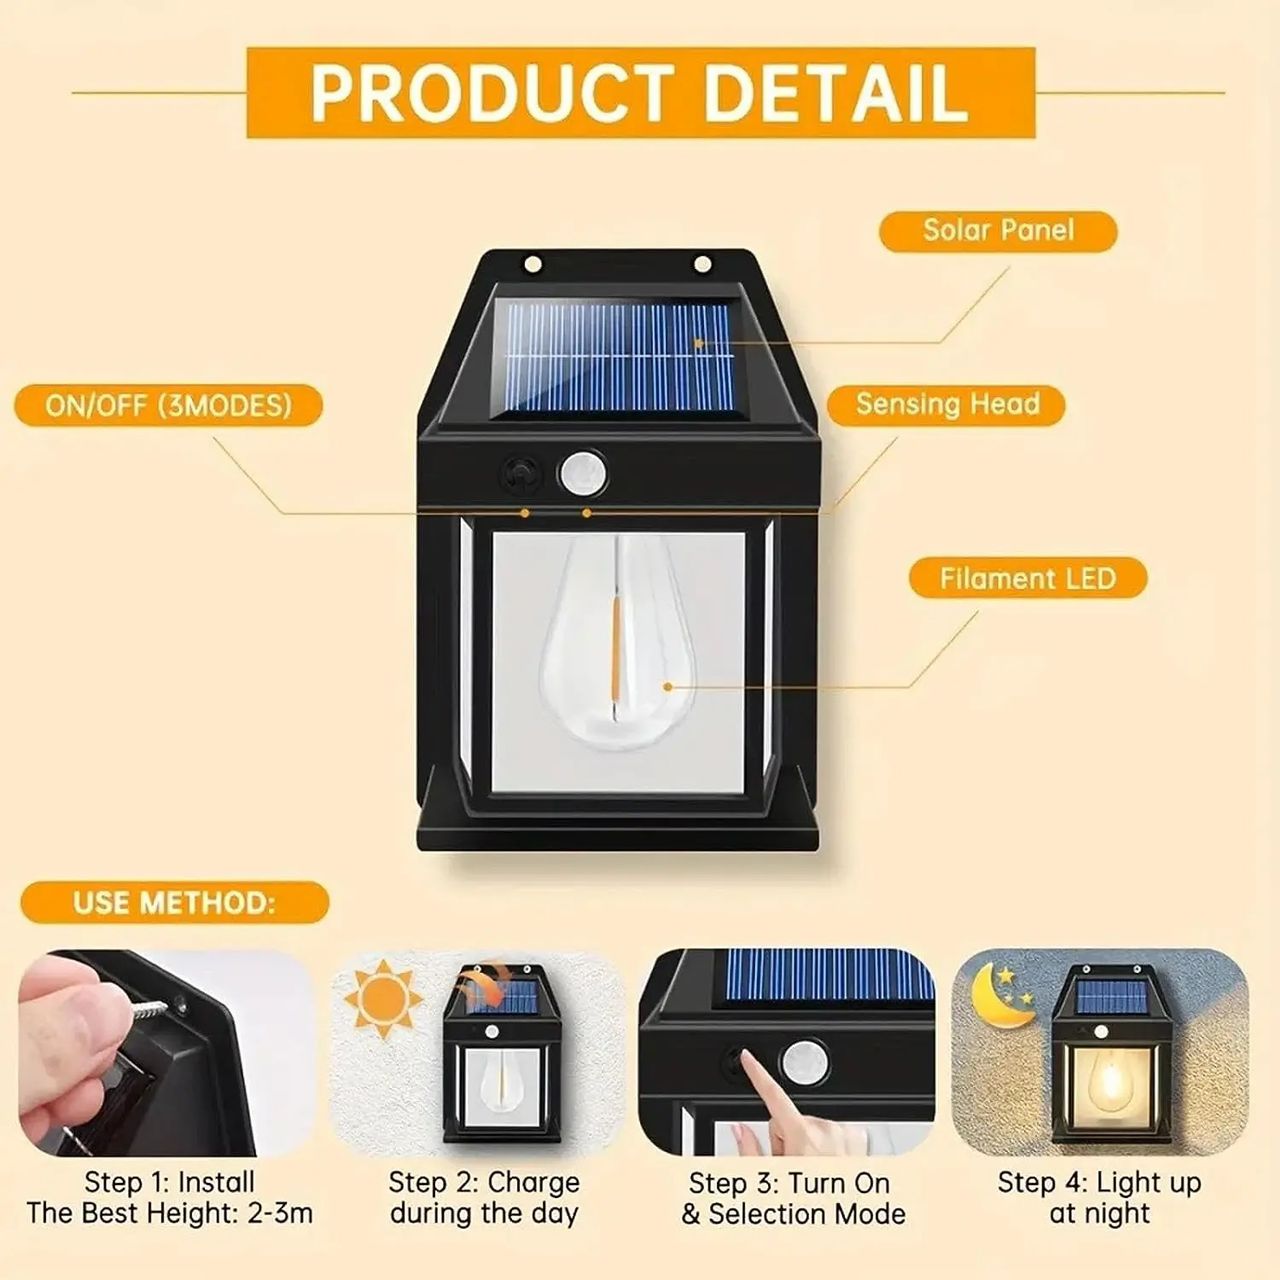 PRODUCT DETAIL
Solar Panel
ON/OFF (3MODES)
Sensing Head
Filament LED
USE METHOD:
Step 1: Install
The Best Height: 2-3m
Step 2: Charge
during the day
Step 3: Turn On
& Selection Mode
Step 4: Light up
at night